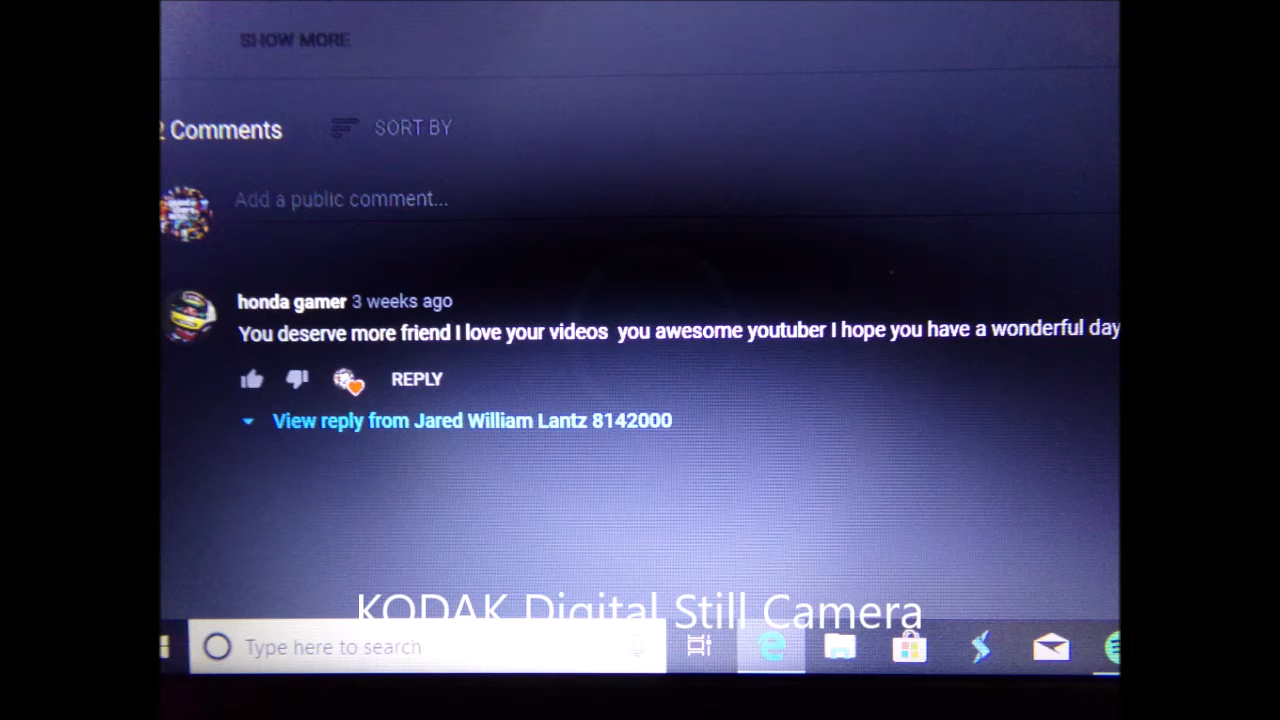 SHOW MORE
2 Comments SORT BY
Add a public comment...
honda gamer 3 weeks ago
You deserve more friend I love your videos you awesome youtuber I hope you have a wonderful day
REPLY
View reply from Jared William Lantz 8142000
KODAK Digital Still Camera
Type here to search